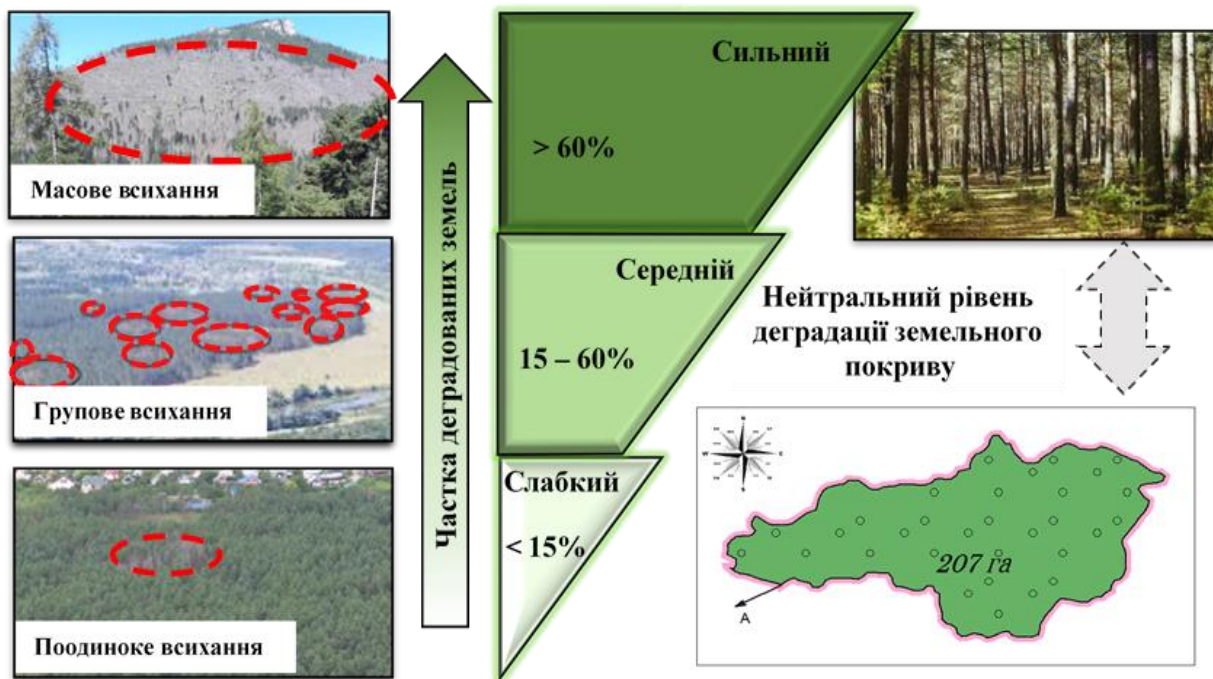 Масове всихання
Групове всихання
Поодиноке всихання
Частка деградованих земель
Сильний
> 60%
Середній
15 – 60%
Слабкий
< 15%
Нейтральний рівень
деградації земельного
покриву
N
W
E
S
207 га
А